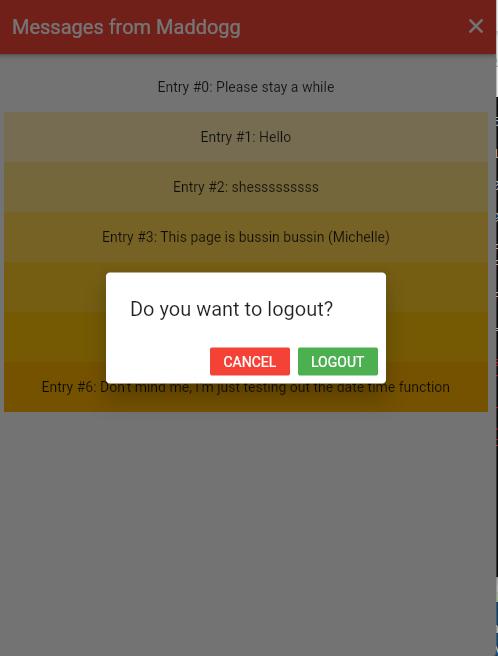 Messages from Maddogg
Entry #0: Please stay a while
Entry #1: Hello
Entry #2: shesssssssss
Entry #3: This page is bussin bussin (Michelle)
Do you want to logout?
CANCEL
LOGOUT
Entry #6: Don't mind me, I'm just testing out the date time function